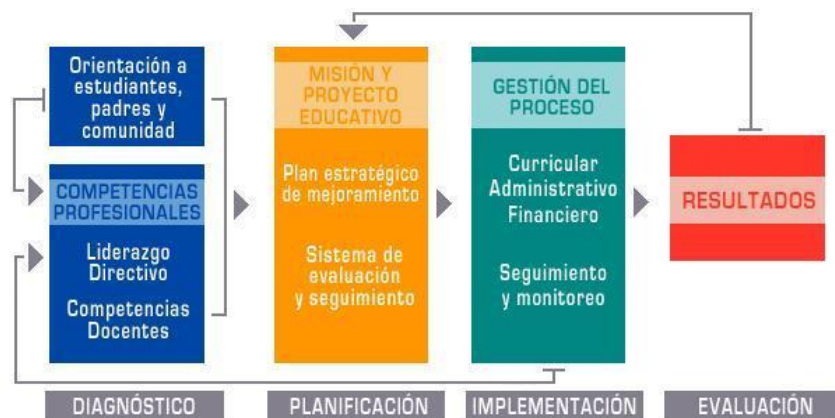 Orientación a
estudiantes,
padres y
comunidad
COMPETENCIAS
PROFESIONALES
Liderazgo
Directivo
Competencias
Docentes
MISIÓN Y
PROYECTO
EDUCATIVO
Plan estratégico
de mejoramiento
Sistema de
evaluación
y seguimiento
GESTIÓN DEL
PROCESO
Curricular
Administrativo
Financiero
Seguimiento
y monitoreo
RESULTADOS
DIAGNÓSTICO
PLANIFICACIÓN
IMPLEMENTACIÓN
EVALUACIÓN